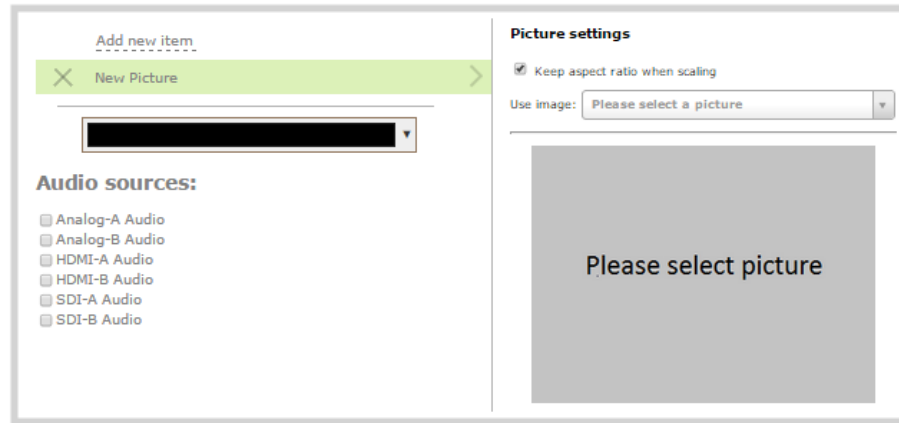 Add new item
New Picture
Audio sources:
Analog-A Audio
Analog-B Audio
HDMI-A Audio
HDMI-B Audio
SDI-A Audio
SDI-B Audio
Picture settings
Keep aspect ratio when scaling
Use image: Please select a picture
Please select picture